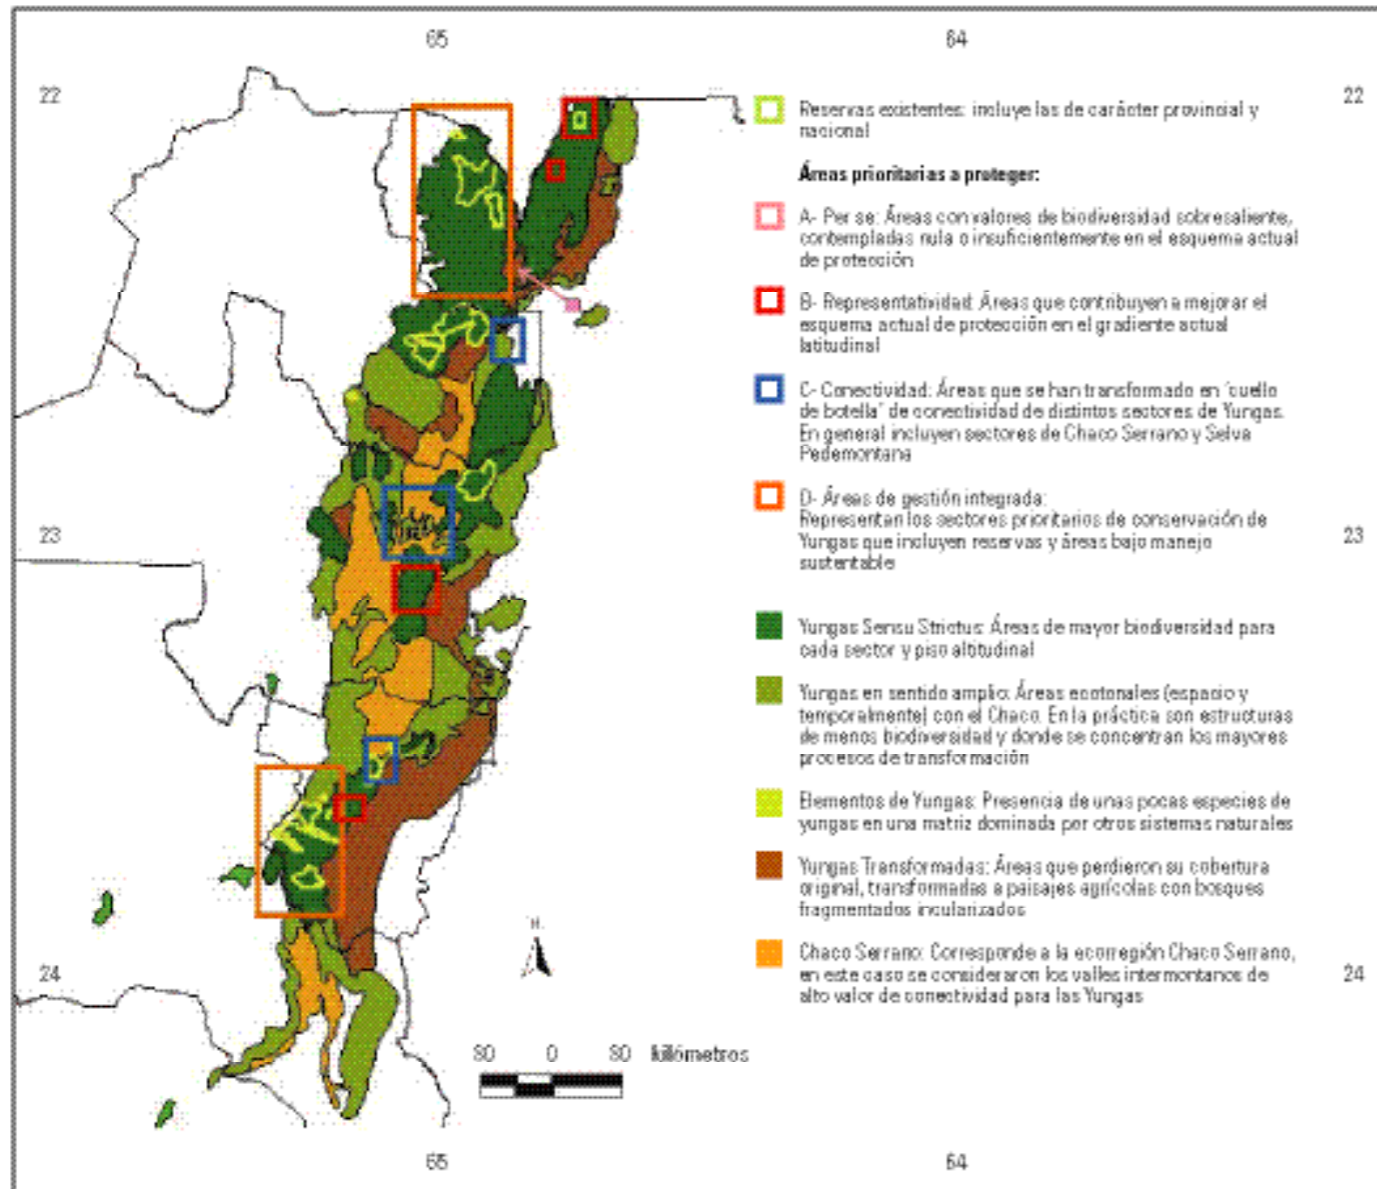 65 64
22 22
Reservas existentes: incluye las de carácter provincial y
nacional
Áreas prioritarias a proteger:
A- Per se: Áreas con valores de biodiversidad sobresaliente,
contempladas nula o insuficientemente en el esquema actual
de protección
B- Representatividad: Áreas que contribuyen a mejorar el
esquema actual de protección en el gradiente actual
latitudinal
C- Conectividad: Áreas que se han transformado en ´cuello
de botella´ de conectividad de distintos sectores de Yungas.
En general incluyen sectores de Chaco Serrano y Selva
Pedemontana
D- Áreas de gestión integrada:
Representan los sectores prioritarios de conservación de
Yungas que incluyen reservas y áreas bajo manejo
sustentable
23 23
Yungas Sensu Strictus: Áreas de mayor biodiversidad para
cada sector y piso altitudinal
Yungas en sentido amplio: Áreas ecotonales (espacio y
temporalmente) con el Chaco. En la práctica son estructuras
de menos biodiversidad y donde se concentran los mayores
procesos de transformación
Elementos de Yungas: Presencia de unas pocas especies de
yungas en una matriz dominada por otros sistemas naturales
Yungas Transformadas: Áreas que perdieron su cobertura
original, transformadas a paisajes agrícolas con bosques
fragmentados incularizados
Chaco Serrano: Corresponde a la ecorregión Chaco Serrano,
en este caso se consideraron los valles intermontanos de
alto valor de conectividad para las Yungas
24 24
N
80 0 80 kilómetros
65 64